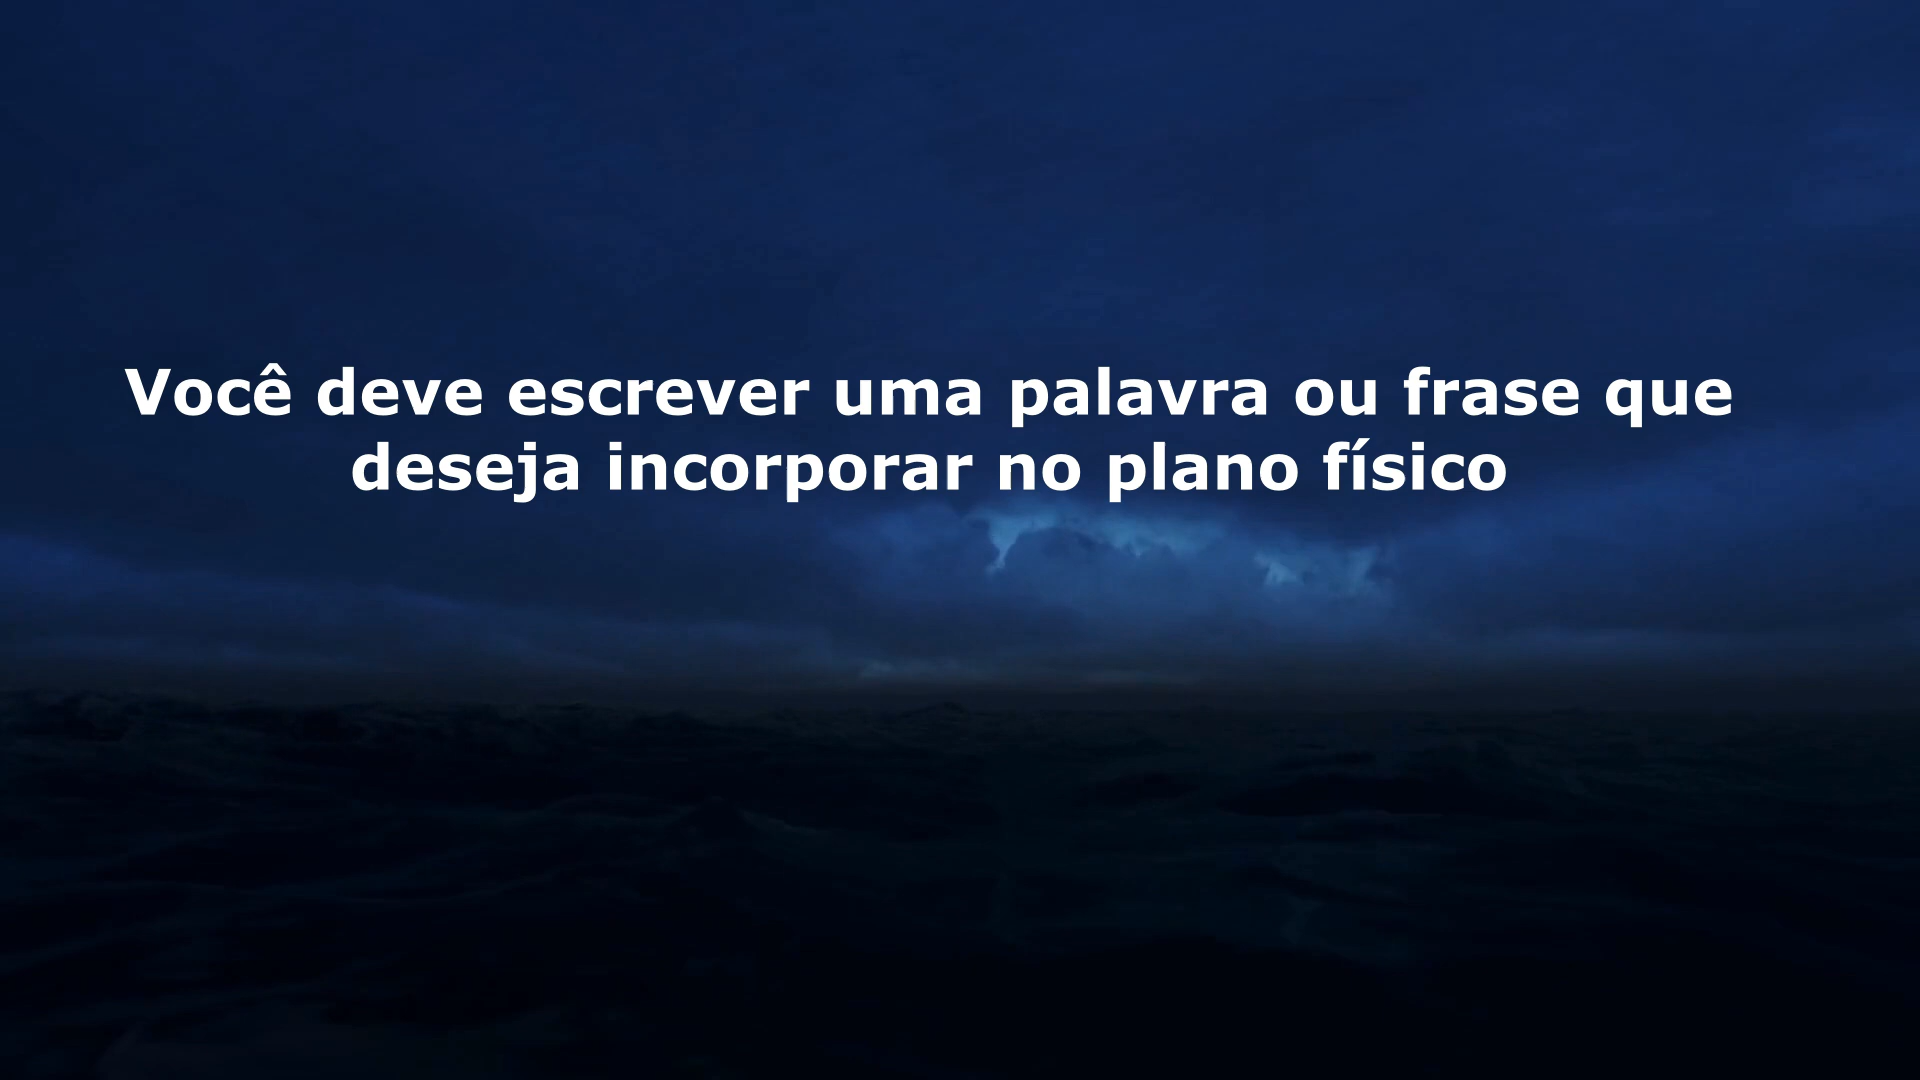 Você deve escrever uma palavra ou frase que
deseja incorporar no plano físico